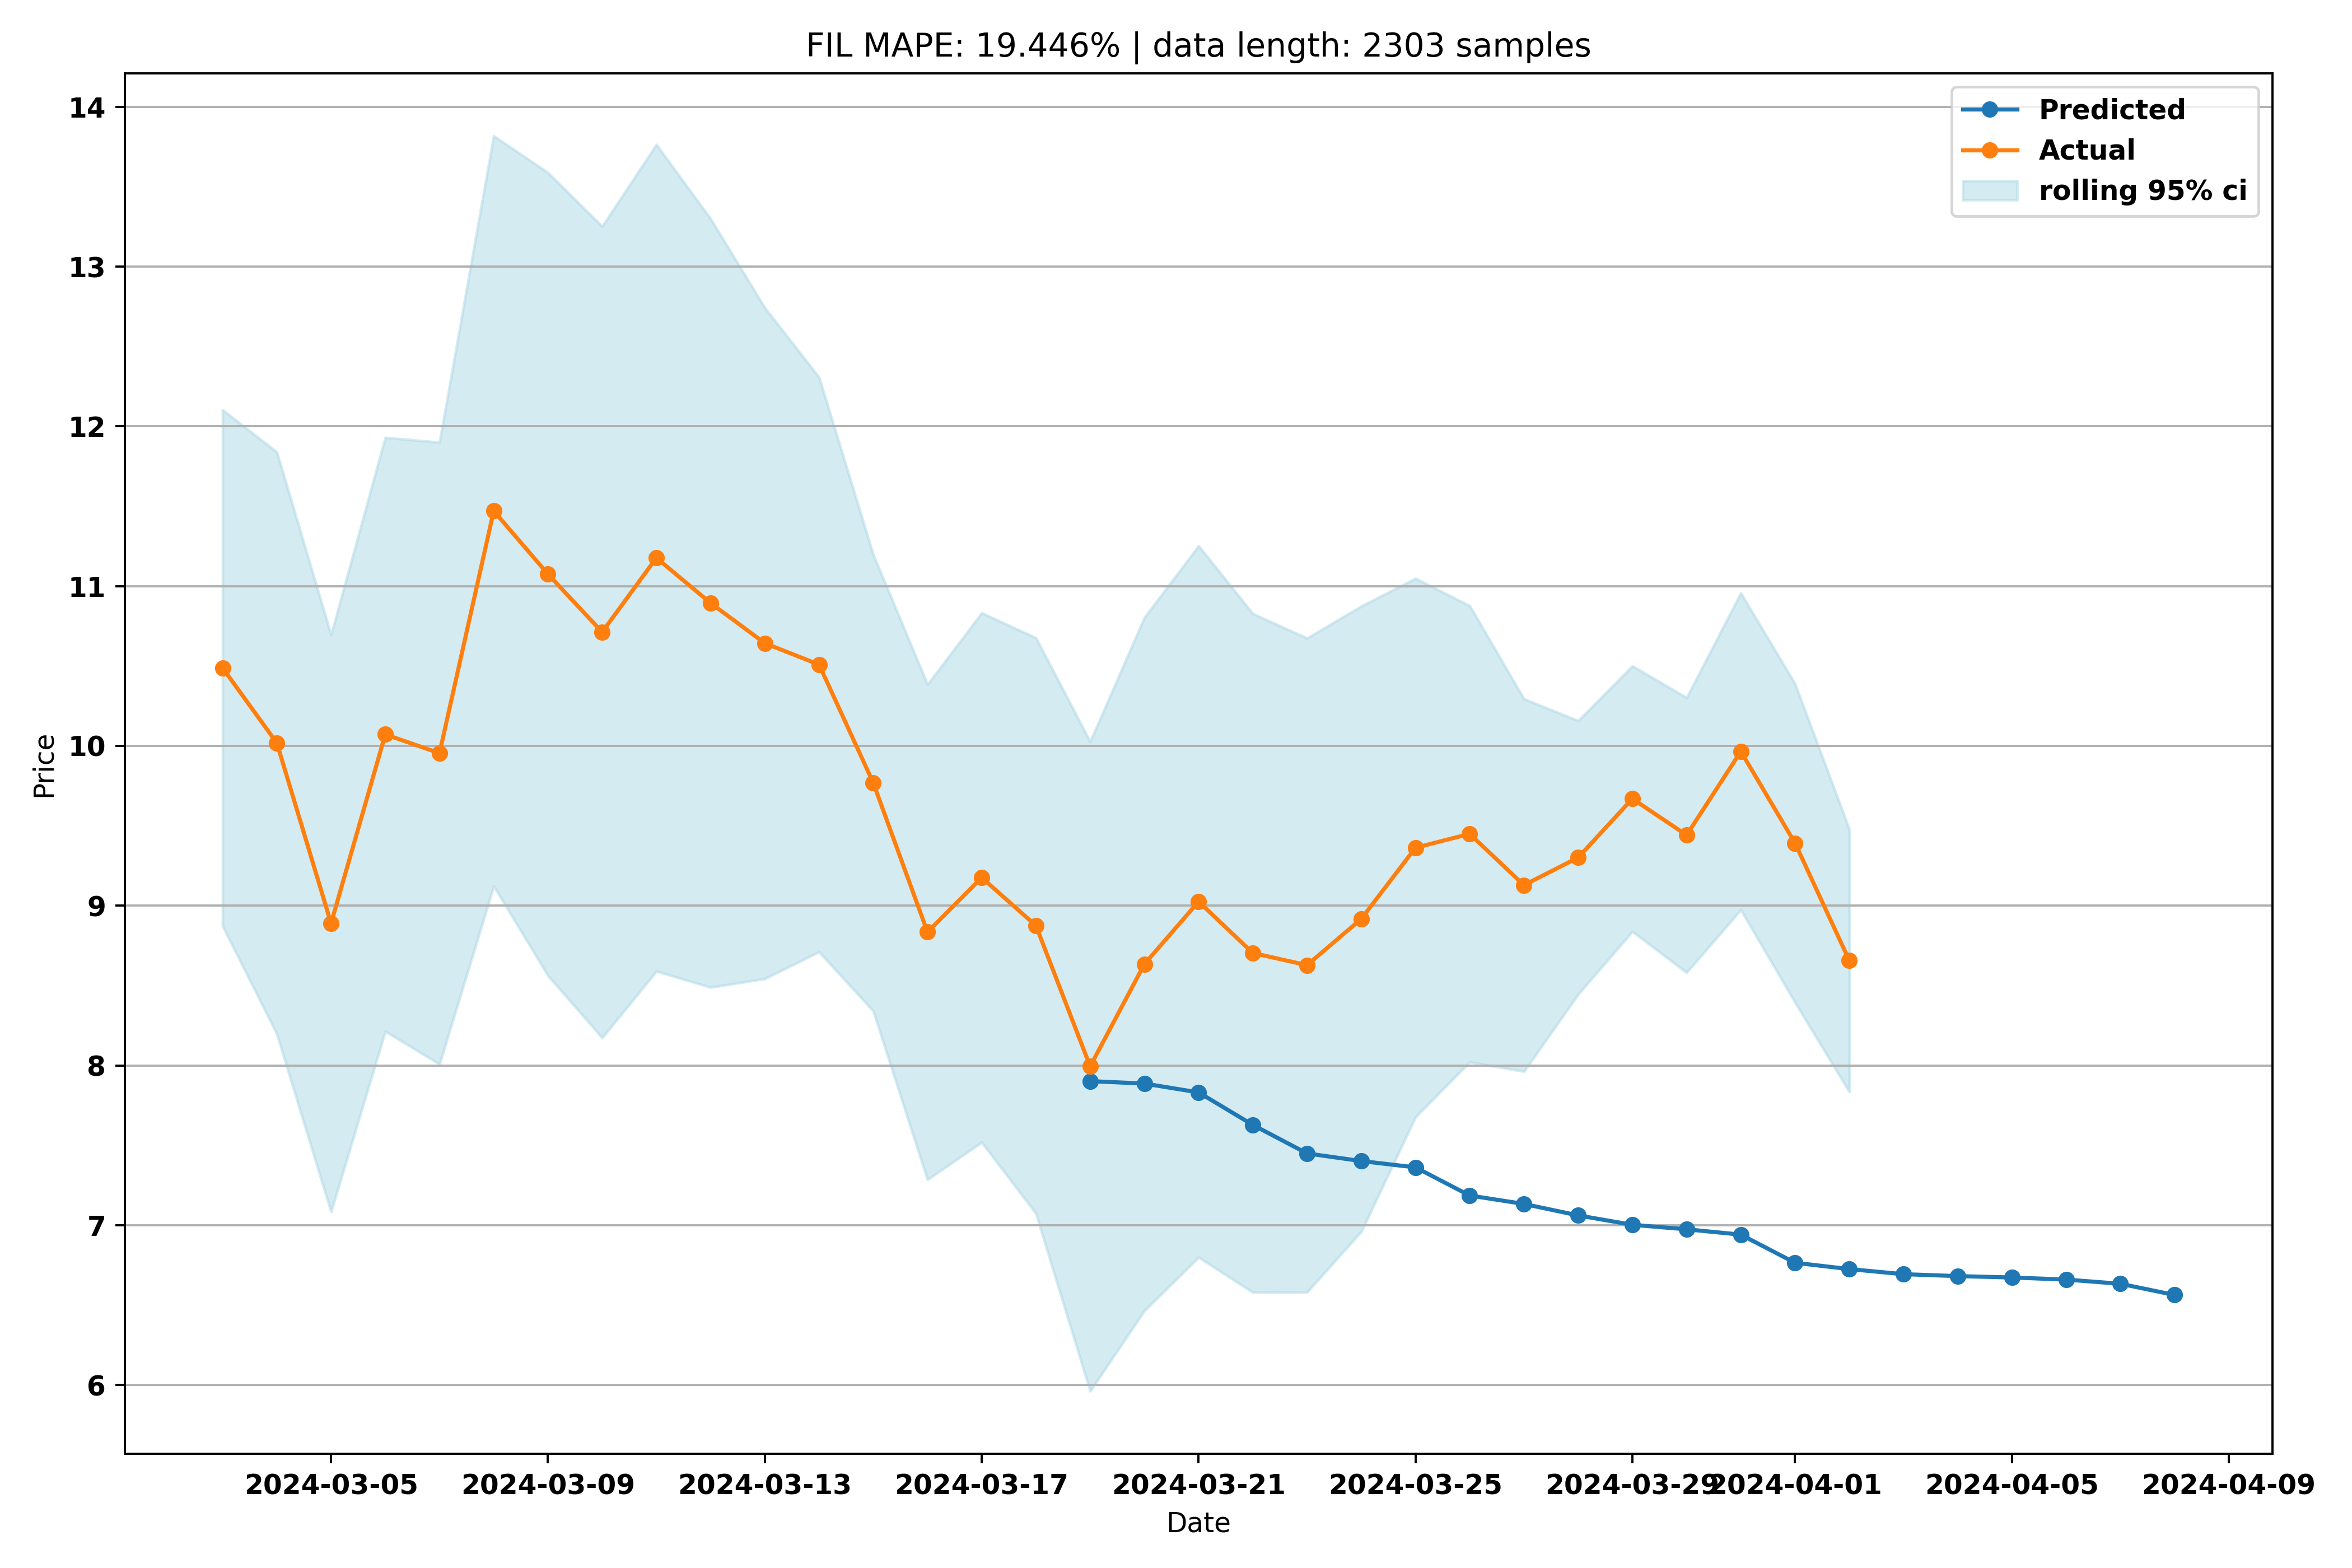 FIL MAPE: 19.446% | data length: 2303 samples
Predicted
Actual
rolling 95% ci
14
13
12
11
10
9
8
7
6
Price
2024-03-05 2024-03-09 2024-03-13 2024-03-17 2024-03-21 2024-03-25 2024-03-29 2024-04-01 2024-04-05 2024-04-09
Date